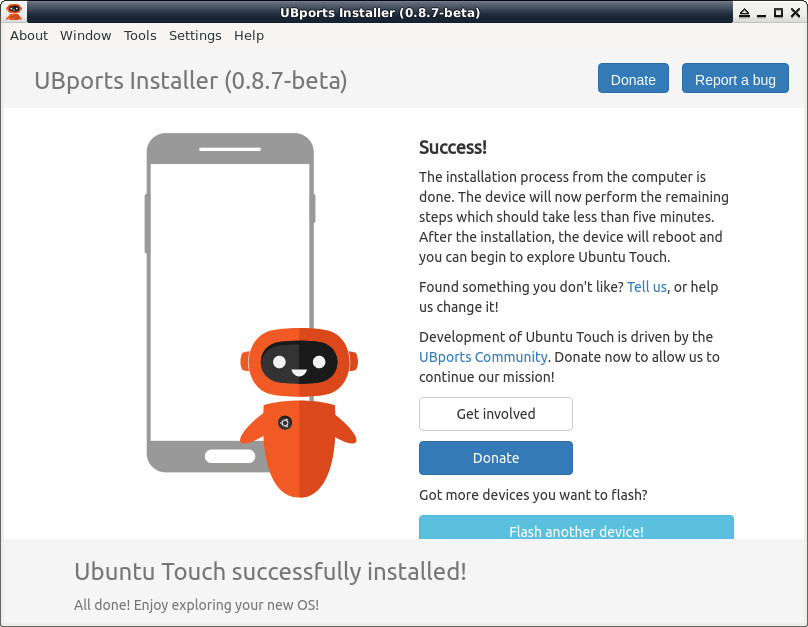 UBports Installer (0.8.7-beta)
About Window Tools Settings Help
UBports Installer (0.8.7-beta)
Donate
Report a bug
Success!
The installation process from the computer is
done. The device will now perform the remaining
steps which should take less than five minutes.
After the installation, the device will reboot and
you can begin to explore Ubuntu Touch.
Found something you don't like? Tell us, or help
us change it!
Development of Ubuntu Touch is driven by the
UBports Community. Donate now to allow us to
continue our mission!
Get involved
Donate
Got more devices you want to flash?
Flash another device!
Ubuntu Touch successfully installed!
All done! Enjoy exploring your new OS!